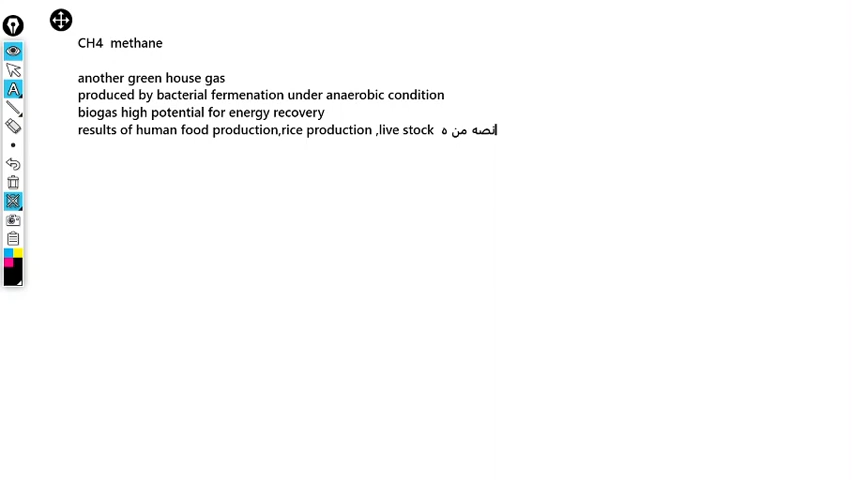 CH4 methane
another green house gas
produced by bacterial fermenation under anaerobic condition
biogas high potential for energy recovery
results of human food production,rice production ,live stock ه من نصه